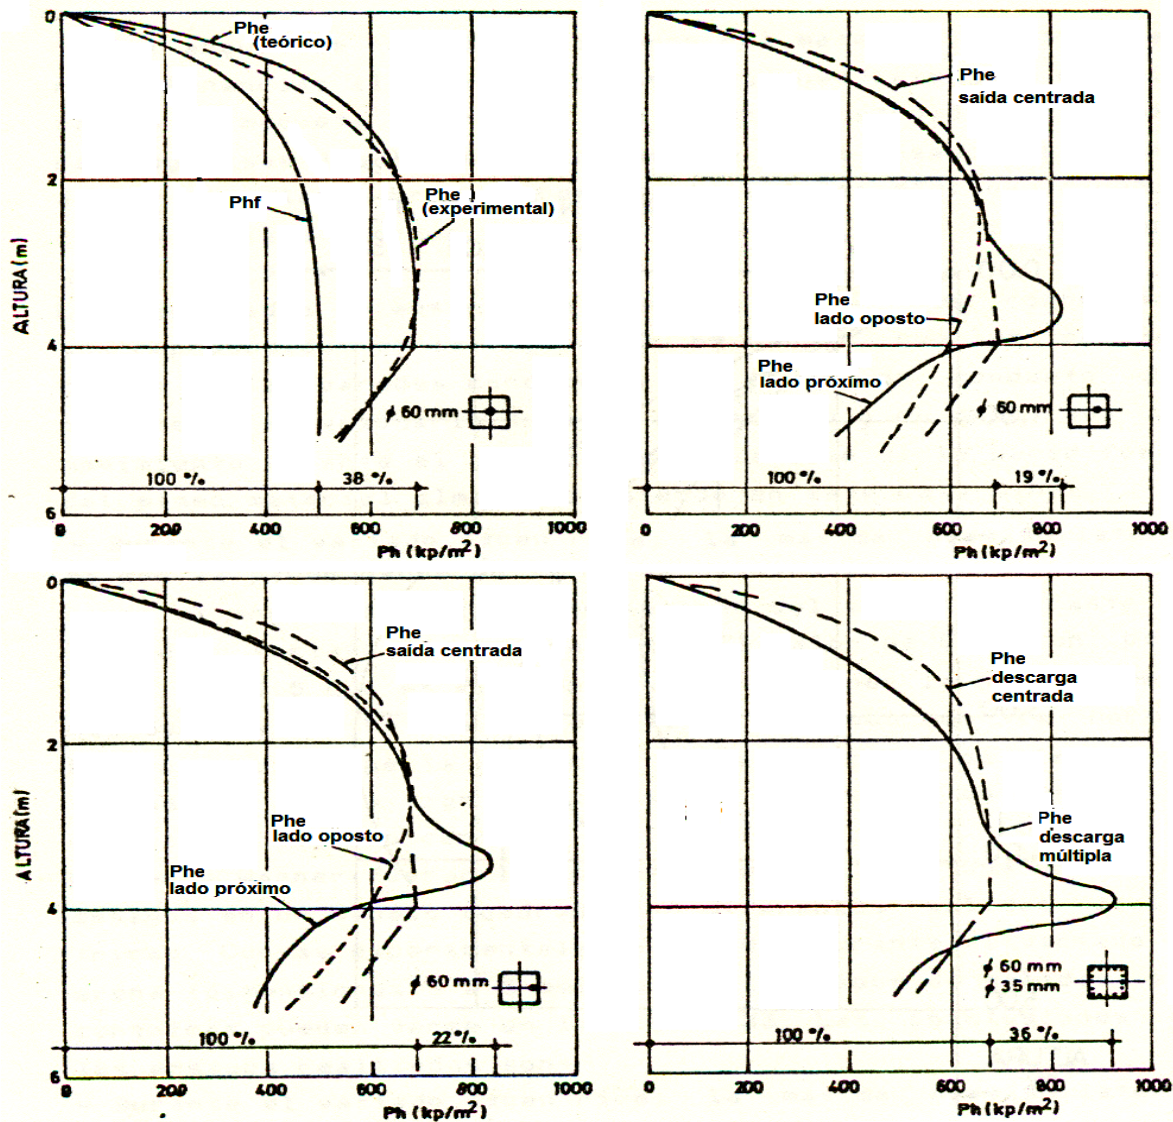 0
Phe
(teórico)
2
Phf
Phe
(experimental)
ALTURA (m)
4
ϕ 60 mm
100 %
38 %
6
0
200
400
600
800
1000
Ph (kp/m²)
Phe
saída centrada
Phe
lado oposto
Phe
lado próximo
ϕ 60 mm
100 %
19 %
0
200
400
600
800
1000
Ph (kp/m²)
0
Phe
saída centrada
2
ALTURA (m)
Phe
lado oposto
Phe
lado próximo
4
ϕ 60 mm
100 %
22 %
6
0
200
400
600
800
1000
Ph (kp/m²)
Phe
descarga
centrada
Phe
descarga
múltipla
ϕ 60 mm
ϕ 35 mm
100 %
36 %
0
200
400
600
800
1000
Ph (kp/m²)